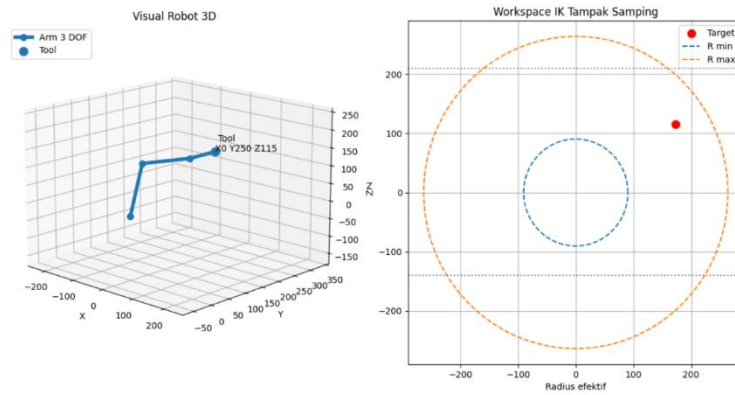 Visual Robot 3D
Arm 3 DOF
Tool
Tool
X0 Y250 Z115
250
200
150
100
50
0
−50
−100
−150
Z
−200
−100
0
100
200
X
−50
0
50
100
150
200
250
300
350
Y
Workspace IK Tampak Samping
Target
R min
R max
200
100
0
−100
−200
−200
−100
0
100
200
Radius efektif